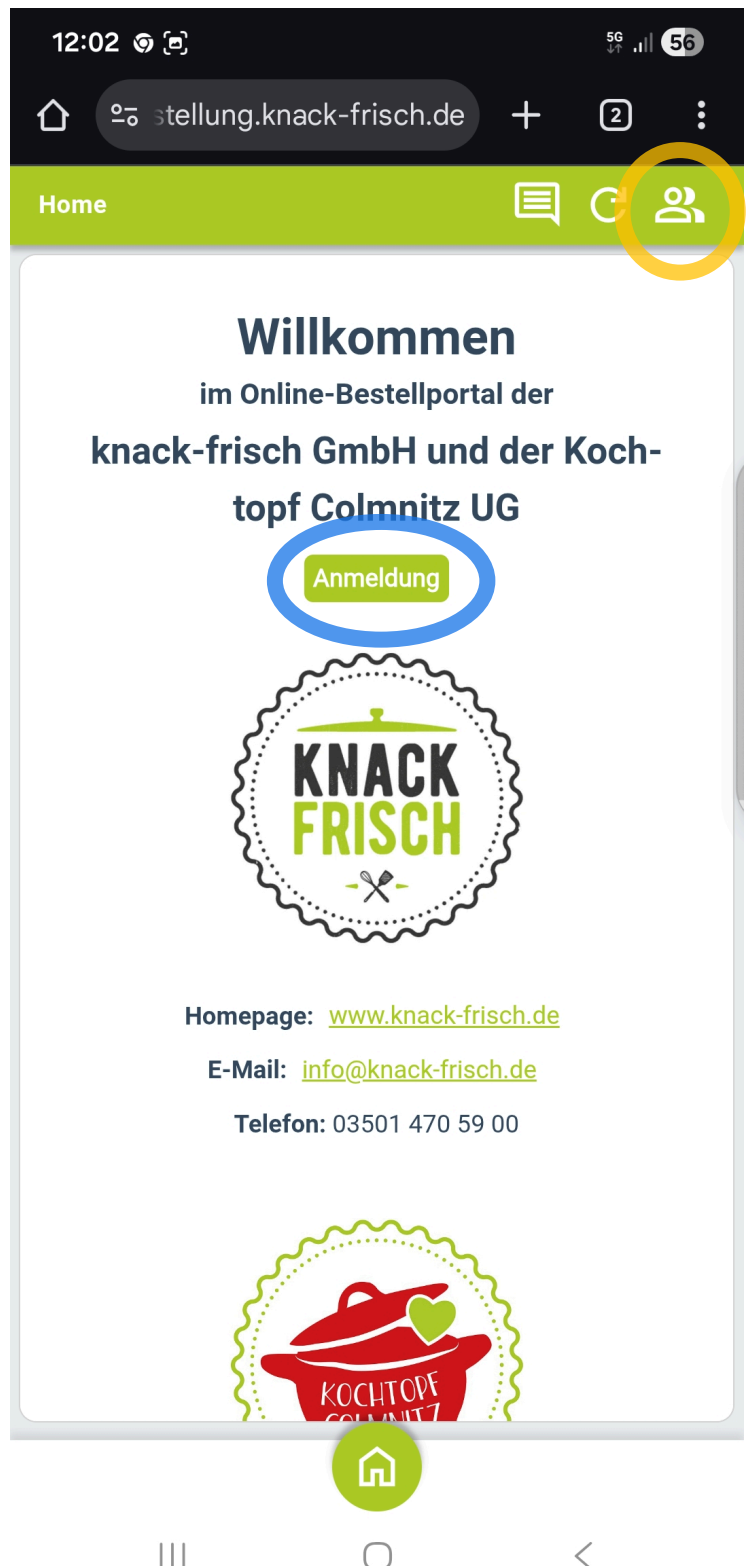 12:02
5G
56
stellung.knack-frisch.de
2
Home
Willkommen
im Online-Bestellportal der
knack-frisch GmbH und der Koch-
topf Colmnitz UG
Anmeldung
KNACK
FRISCH
Homepage: www.knack-frisch.de
E-Mail: info@knack-frisch.de
Telefon: 03501 470 59 00
KOCHTOPF
COLMNITZ